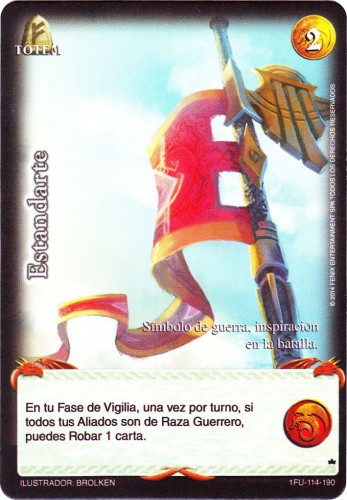 TOTEM
2
Estandarte
© 2014 FENIX ENTERTAINMENT SPA TODOS LOS DERECHOS RESERVADOS
Símbolo de guerra, inspiración
en la batalla.
En tu Fase de Vigilia, una vez por turno, si
todos tus Aliados son de Raza Guerrero,
puedes Robar 1 carta.
ILUSTRADOR: BROLKEN
1FU-114-190